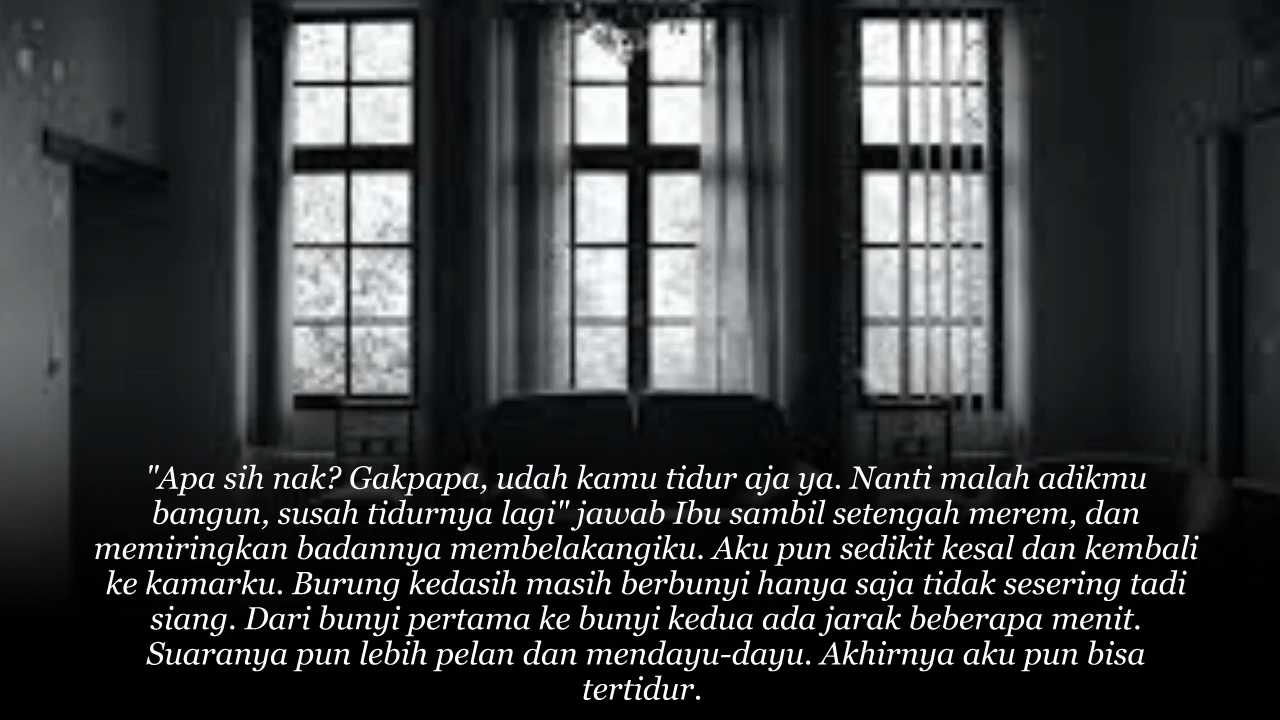 "Apa sih nak? Gakpapa, udah kamu tidur aja ya. Nanti malah adikmu
bangun, susah tidurnya lagi" jawab Ibu sambil setengah merem, dan
memiringkan badannya membelakangiku. Aku pun sedikit kesal dan kembali
ke kamarku. Burung kedasih masih berbunyi hanya saja tidak sesering tadi
siang. Dari bunyi pertama ke bunyi kedua ada jarak beberapa menit.
Suaranya pun lebih pelan dan mendayu-dayu. Akhirnya aku pun bisa
tertidur.